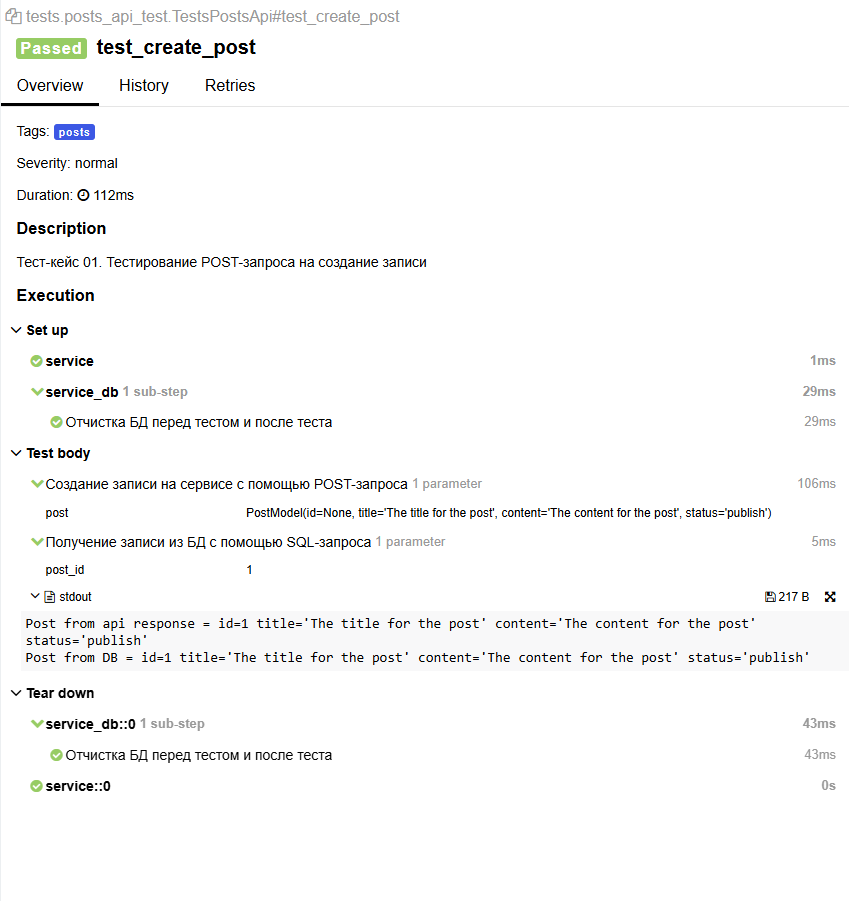 tests.posts_api_test.TestsPostsApi#test_create_post
Passed test_create_post
Overview History Retries
Tags: posts
Severity: normal
Duration: 112ms
Description
Тест-кейс 01. Тестирование POST-запроса на создание записи
Execution
Set up
service 1ms
service_db 1 sub-step 29ms
Отчистка БД перед тестом и после теста 29ms
Test body
Создание записи на сервисе с помощью POST-запроса 1 parameter 106ms
post PostModel(id=None, title='The title for the post', content='The content for the post', status='publish')
Получение записи из БД с помощью SQL-запроса 1 parameter 5ms
post_id 1
stdout 217 B
Post from api response = id=1 title='The title for the post' content='The content for the post'
status='publish'
Post from DB = id=1 title='The title for the post' content='The content for the post' status='publish'
Tear down
service_db::0 1 sub-step 43ms
Отчистка БД перед тестом и после теста 43ms
service::0 0s